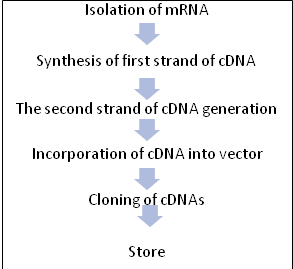 Isolation of mRNA
Synthesis of first strand of cDNA
The second strand of cDNA generation
Incorporation of cDNA into vector
Cloning of cDNAs
Store